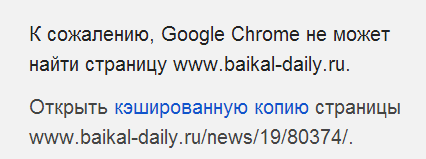 К сожалению, Google Chrome не может
найти страницу www.baikal-daily.ru.
Открыть кэшированную копию страницы
www.baikal-daily.ru/news/19/80374/.